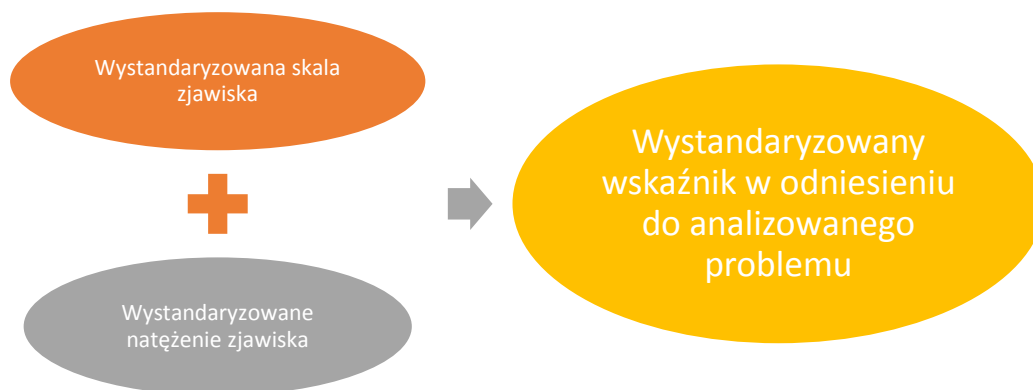 Wystandaryzowana skala
zjawiska
Wystandaryzowane
natężenie zjawiska
Wystandaryzowany
wskaźnik w odniesieniu
do analizowanego
problemu